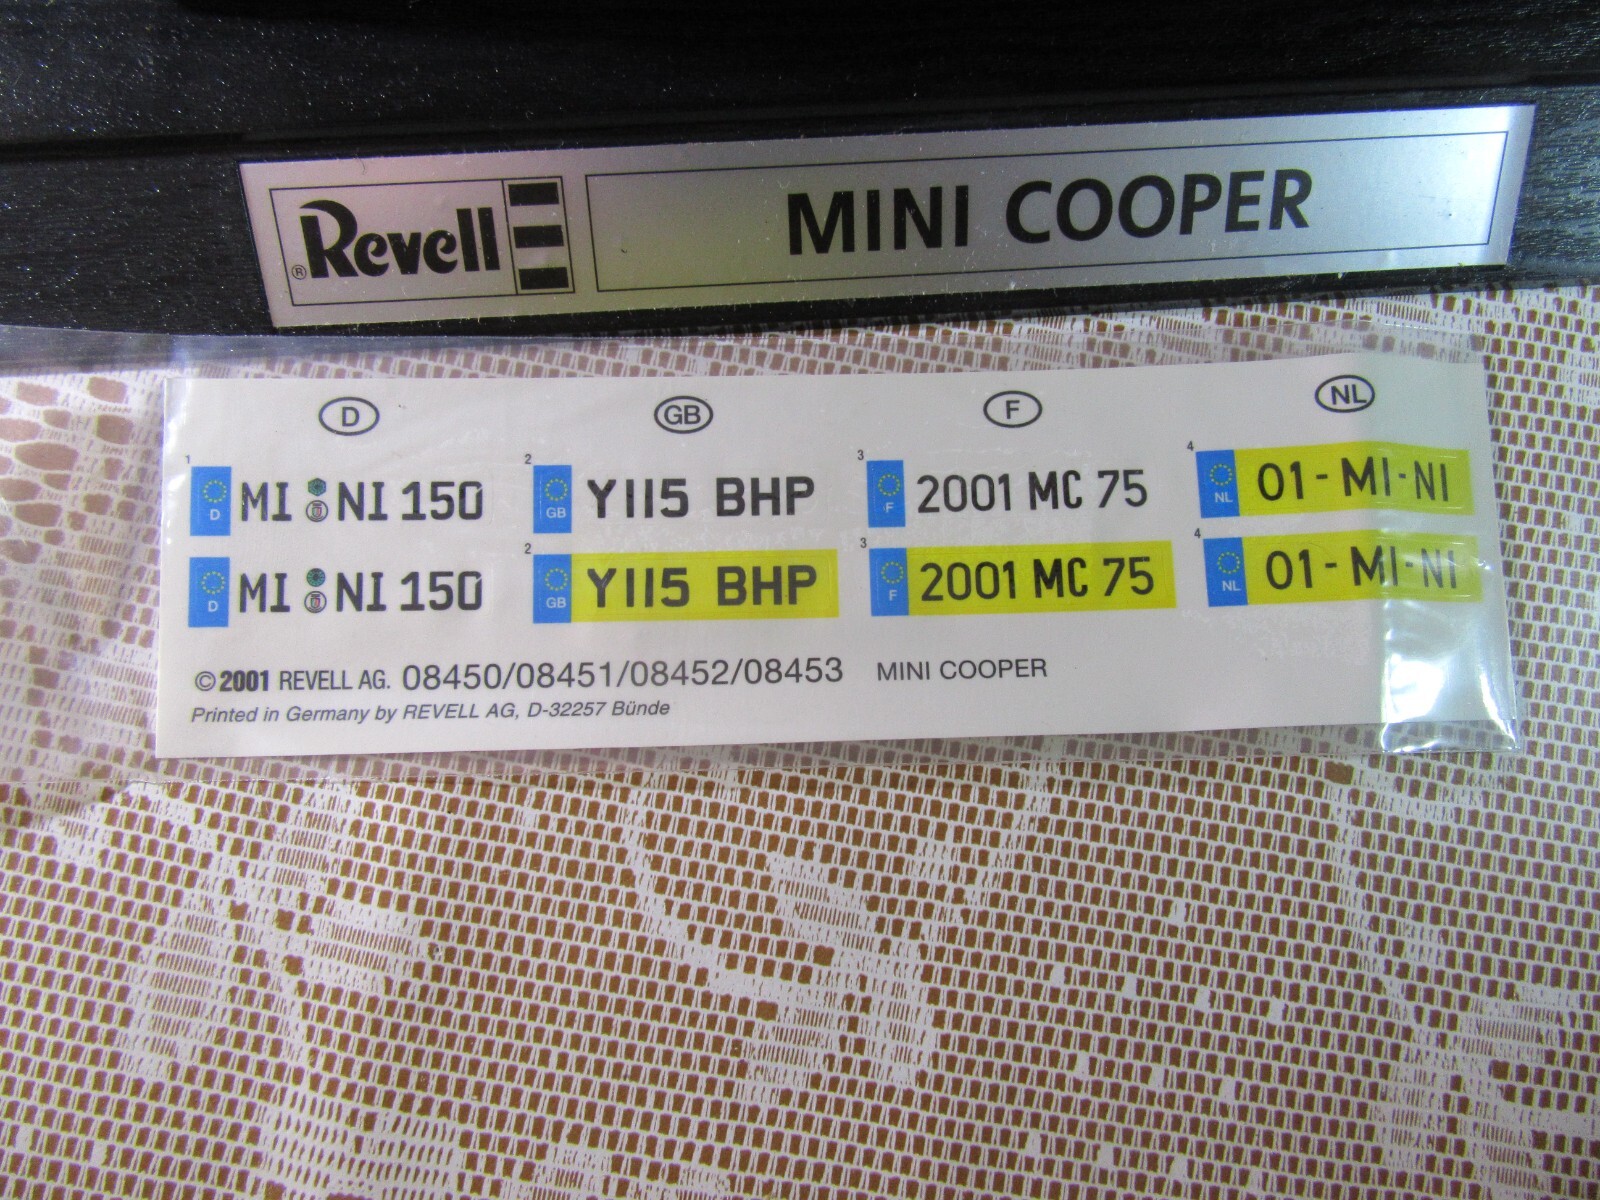 ® Revell MINI COOPER
D GB F NL
1 D MI NI 150 2 GB Y115 BHP 3 F 2001 MC 75 4 NL 01-MI-NI
D MI NI 150 2 GB Y115 BHP 3 F 2001 MC 75 4 NL 01-MI-NI
©2001 REVELL AG. 08450/08451/08452/08453 MINI COOPER
Printed in Germany by REVELL AG, D-32257 Bünde